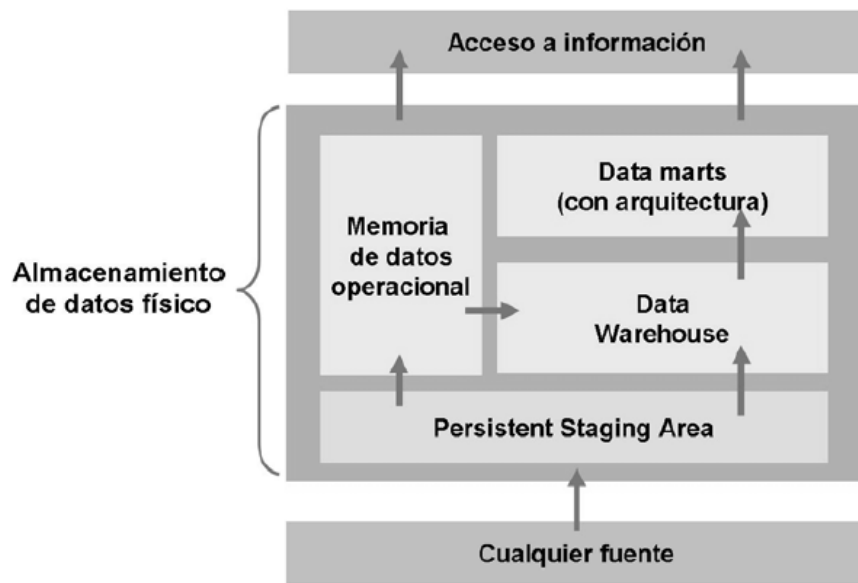 Acceso a información
Almacenamiento
de datos físico
Memoria
de datos
operacional
Data marts
(con arquitectura)
Data
Warehouse
Persistent Staging Area
Cualquier fuente